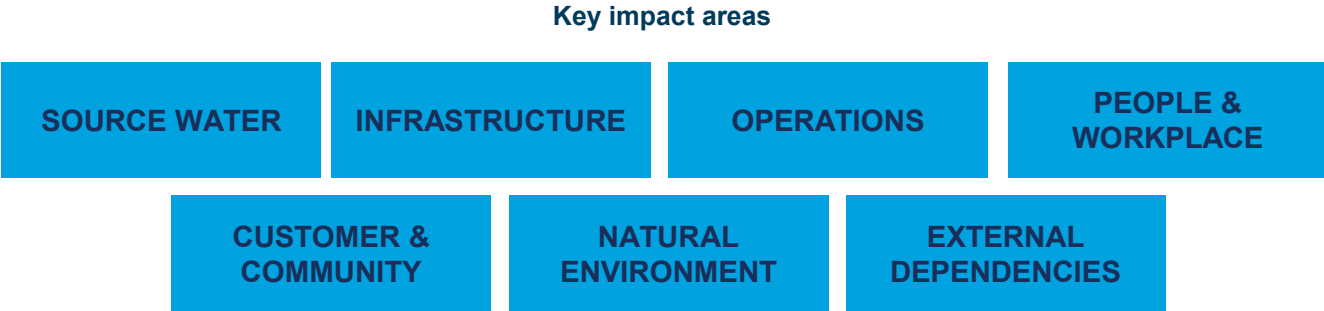 Key impact areas
SOURCE WATER
INFRASTRUCTURE
OPERATIONS
PEOPLE &
WORKPLACE
CUSTOMER &
COMMUNITY
NATURAL
ENVIRONMENT
EXTERNAL
DEPENDENCIES